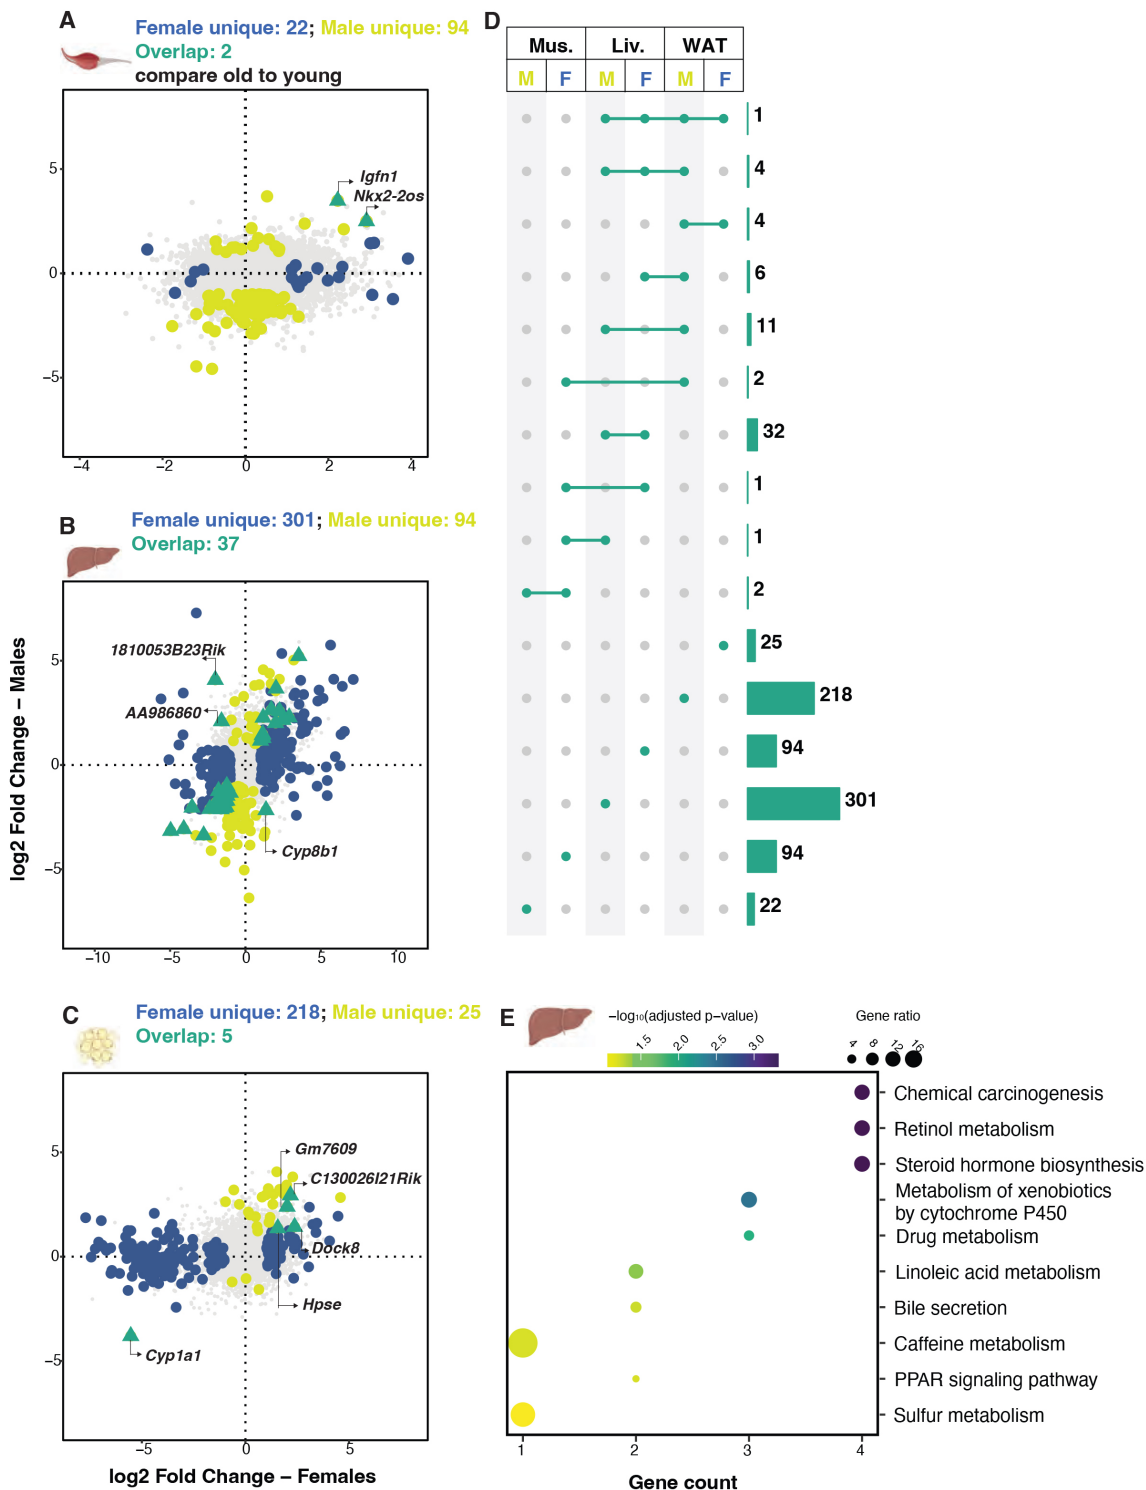 A
Female unique: 22; Male unique: 94
Overlap: 2
compare old to young
5
0
−5
Igfn1
Nkx2-2os
−4
−2
0
2
4
B
Female unique: 301; Male unique: 94
Overlap: 37
5
0
−5
1810053B23Rik
AA986860
Cyp8b1
−10
−5
0
5
10
log2 Fold Change – Males
C
Female unique: 218; Male unique: 25
Overlap: 5
5
0
−5
Gm7609
C130026I21Rik
Dock8
Hpse
Cyp1a1
−5
0
5
log2 Fold Change – Females
D
Mus. Liv. WAT
M F M F M F
1
4
4
6
11
2
32
1
1
2
25
218
94
301
94
22
E
−log₁₀(adjusted p−value)
1.5 2.0 2.5 3.0
Gene ratio
4 8 12 16
Chemical carcinogenesis
Retinol metabolism
Steroid hormone biosynthesis
Metabolism of xenobiotics
by cytochrome P450
Drug metabolism
Linoleic acid metabolism
Bile secretion
Caffeine metabolism
PPAR signaling pathway
Sulfur metabolism
1 2 3 4
Gene count